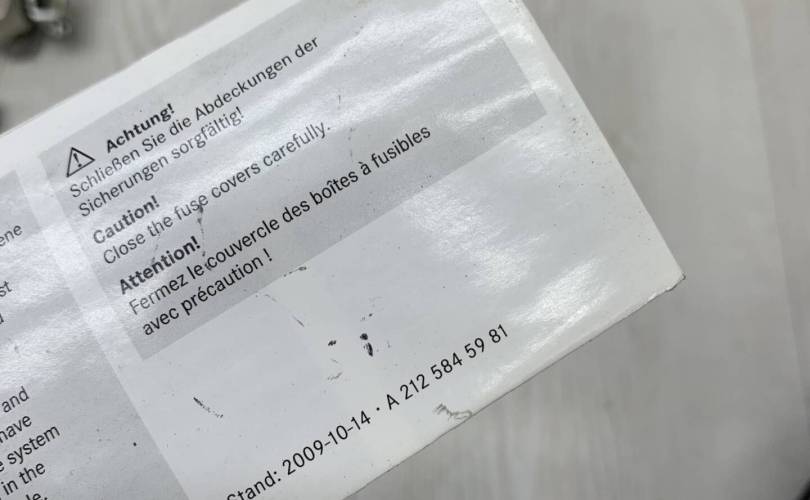 Achtung!
Schließen Sie die Abdeckungen der
Sicherungen sorgfältig!
Caution!
Close the fuse covers carefully.
Attention!
Fermez le couvercle des boîtes à fusibles
avec précaution !
Stand: 2009-10-14 · A 212 584 59 81
and
have
system
in the